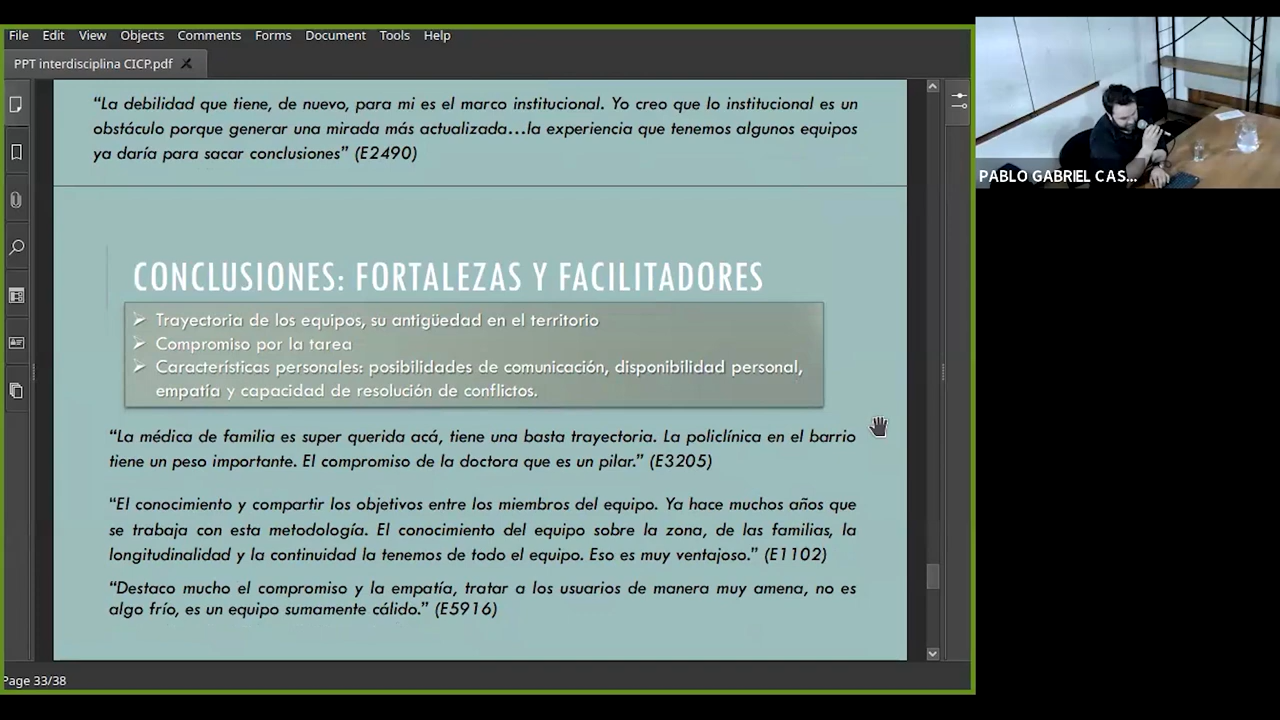 File Edit View Objects Comments Forms Document Tools Help
PPT interdisciplina CICP.pdf
“La debilidad que tiene, de nuevo, para mi es el marco institucional. Yo creo que lo institucional es un
obstáculo porque generar una mirada más actualizada...la experiencia que tenemos algunos equipos
ya daría para sacar conclusiones” (E2490)
CONCLUSIONES: FORTALEZAS Y FACILITADORES
Trayectoria de los equipos, su antigüedad en el territorio
Compromiso por la tarea
Características personales: posibilidades de comunicación, disponibilidad personal,
empatía y capacidad de resolución de conflictos.
“La médica de familia es super querida acá, tiene una basta trayectoria. La policlínica en el barrio
tiene un peso importante. El compromiso de la doctora que es un pilar.” (E3205)
“El conocimiento y compartir los objetivos entre los miembros del equipo. Ya hace muchos años que
se trabaja con esta metodología. El conocimiento del equipo sobre la zona, de las familias, la
longitudinalidad y la continuidad la tenemos de todo el equipo. Eso es muy ventajoso.” (E1102)
“Destaco mucho el compromiso y la empatía, tratar a los usuarios de manera muy amena, no es
algo frío, es un equipo sumamente cálido.” (E5916)
Page 33/38
PABLO GABRIEL CAS...